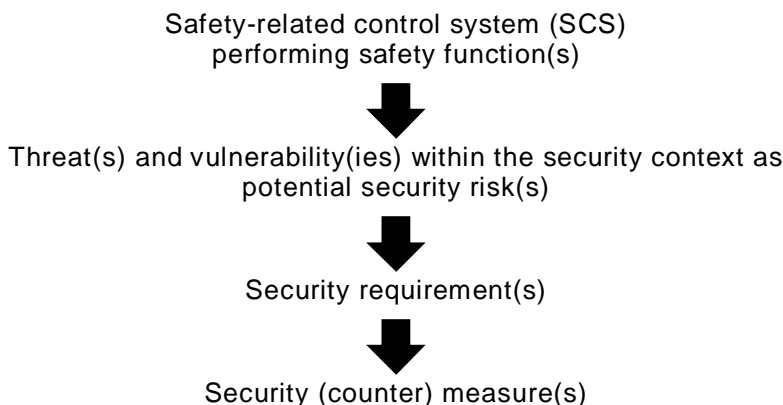 Safety-related control system (SCS)
performing safety function(s)
Threat(s) and vulnerability(ies) within the security context as
potential security risk(s)
Security requirement(s)
Security (counter) measure(s)